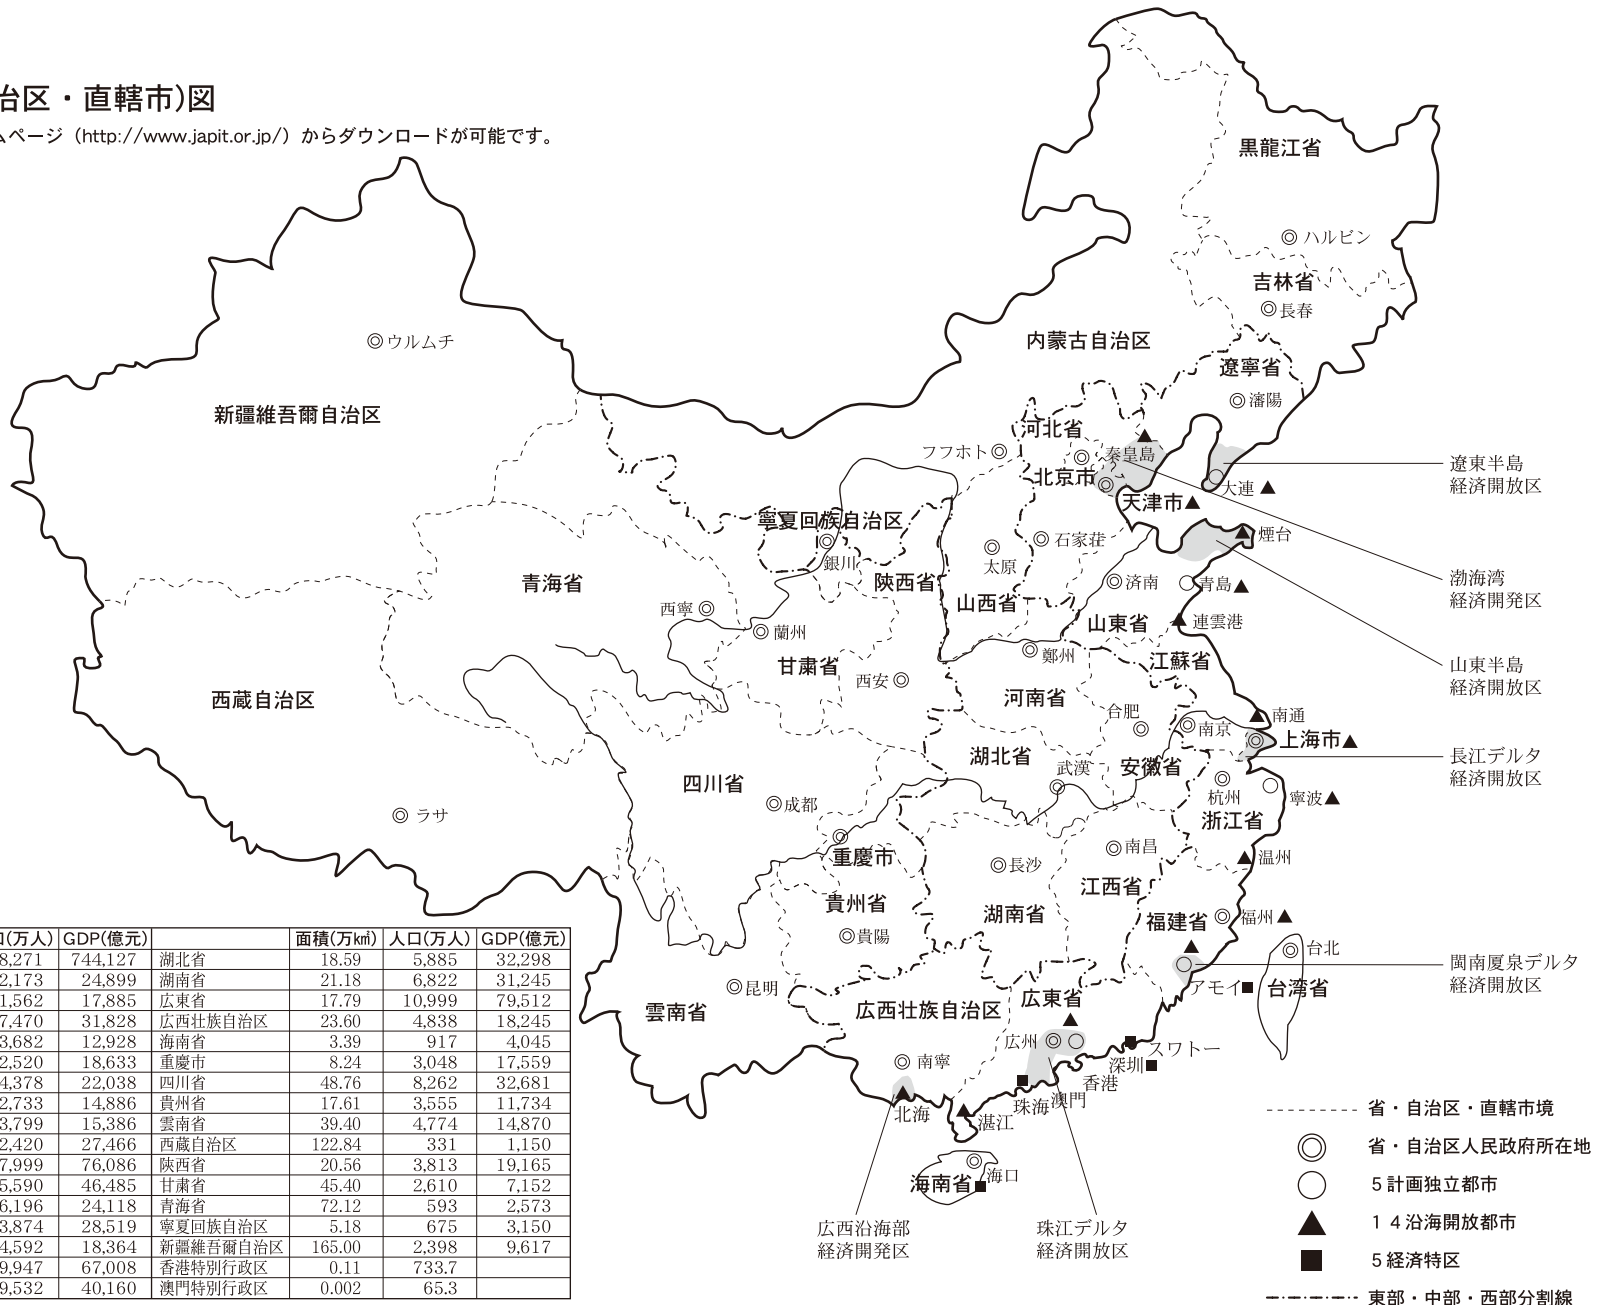 治区・直轄市)図
ムページ（http://www.japit.or.jp/）からダウンロードが可能です。
黒龍江省
ハルビン
吉林省
長春
内蒙古自治区
遼寧省
瀋陽
ウルムチ
新疆維吾爾自治区
河北省
フフホト
秦皇島
北京市
天津市
大連
遼東半島
経済開放区
寧夏回族自治区
銀川
石家荘
太原
煙台
青海省
陝西省
山西省
済南
青島
渤海湾
経済開発区
西寧
蘭州
山東省
連雲港
甘粛省
鄭州
江蘇省
山東半島
経済開放区
西安
西蔵自治区
河南省
合肥
南京
南通
上海市
湖北省
武漢
安徽省
長江デルタ
経済開放区
四川省
成都
杭州
寧波
浙江省
ラサ
重慶市
南昌
温州
長沙
江西省
貴州省
湖南省
福建省
福州
貴陽
台北
閩南厦泉デルタ
経済開放区
アモイ
台湾省
昆明
雲南省
広西壮族自治区
広東省
広州
スワトー
南寧
深圳
香港
珠海
澳門
北海
湛江
海南省
海口
広西沿海部
経済開発区
珠江デルタ
経済開放区
口(万人) GDP(億元) 面積(万㎢) 人口(万人) GDP(億元)
8,271 744,127 湖北省 18.59 5,885 32,298
2,173 24,899 湖南省 21.18 6,822 31,245
1,562 17,885 広東省 17.79 10,999 79,512
7,470 31,828 広西壮族自治区 23.60 4,838 18,245
3,682 12,928 海南省 3.39 917 4,045
2,520 18,633 重慶市 8.24 3,048 17,559
4,378 22,038 四川省 48.76 8,262 32,681
2,733 14,886 貴州省 17.61 3,555 11,734
3,799 15,386 雲南省 39.40 4,774 14,870
2,420 27,466 西蔵自治区 122.84 331 1,150
7,999 76,086 陝西省 20.56 3,813 19,165
5,590 46,485 甘粛省 45.40 2,610 7,152
6,196 24,118 青海省 72.12 593 2,573
3,874 28,519 寧夏回族自治区 5.18 675 3,150
4,592 18,364 新疆維吾爾自治区 165.00 2,398 9,617
9,947 67,008 香港特別行政区 0.11 733.7
9,532 40,160 澳門特別行政区 0.002 65.3
省・自治区・直轄市境
省・自治区人民政府所在地
５計画独立都市
１４沿海開放都市
５経済特区
東部・中部・西部分割線